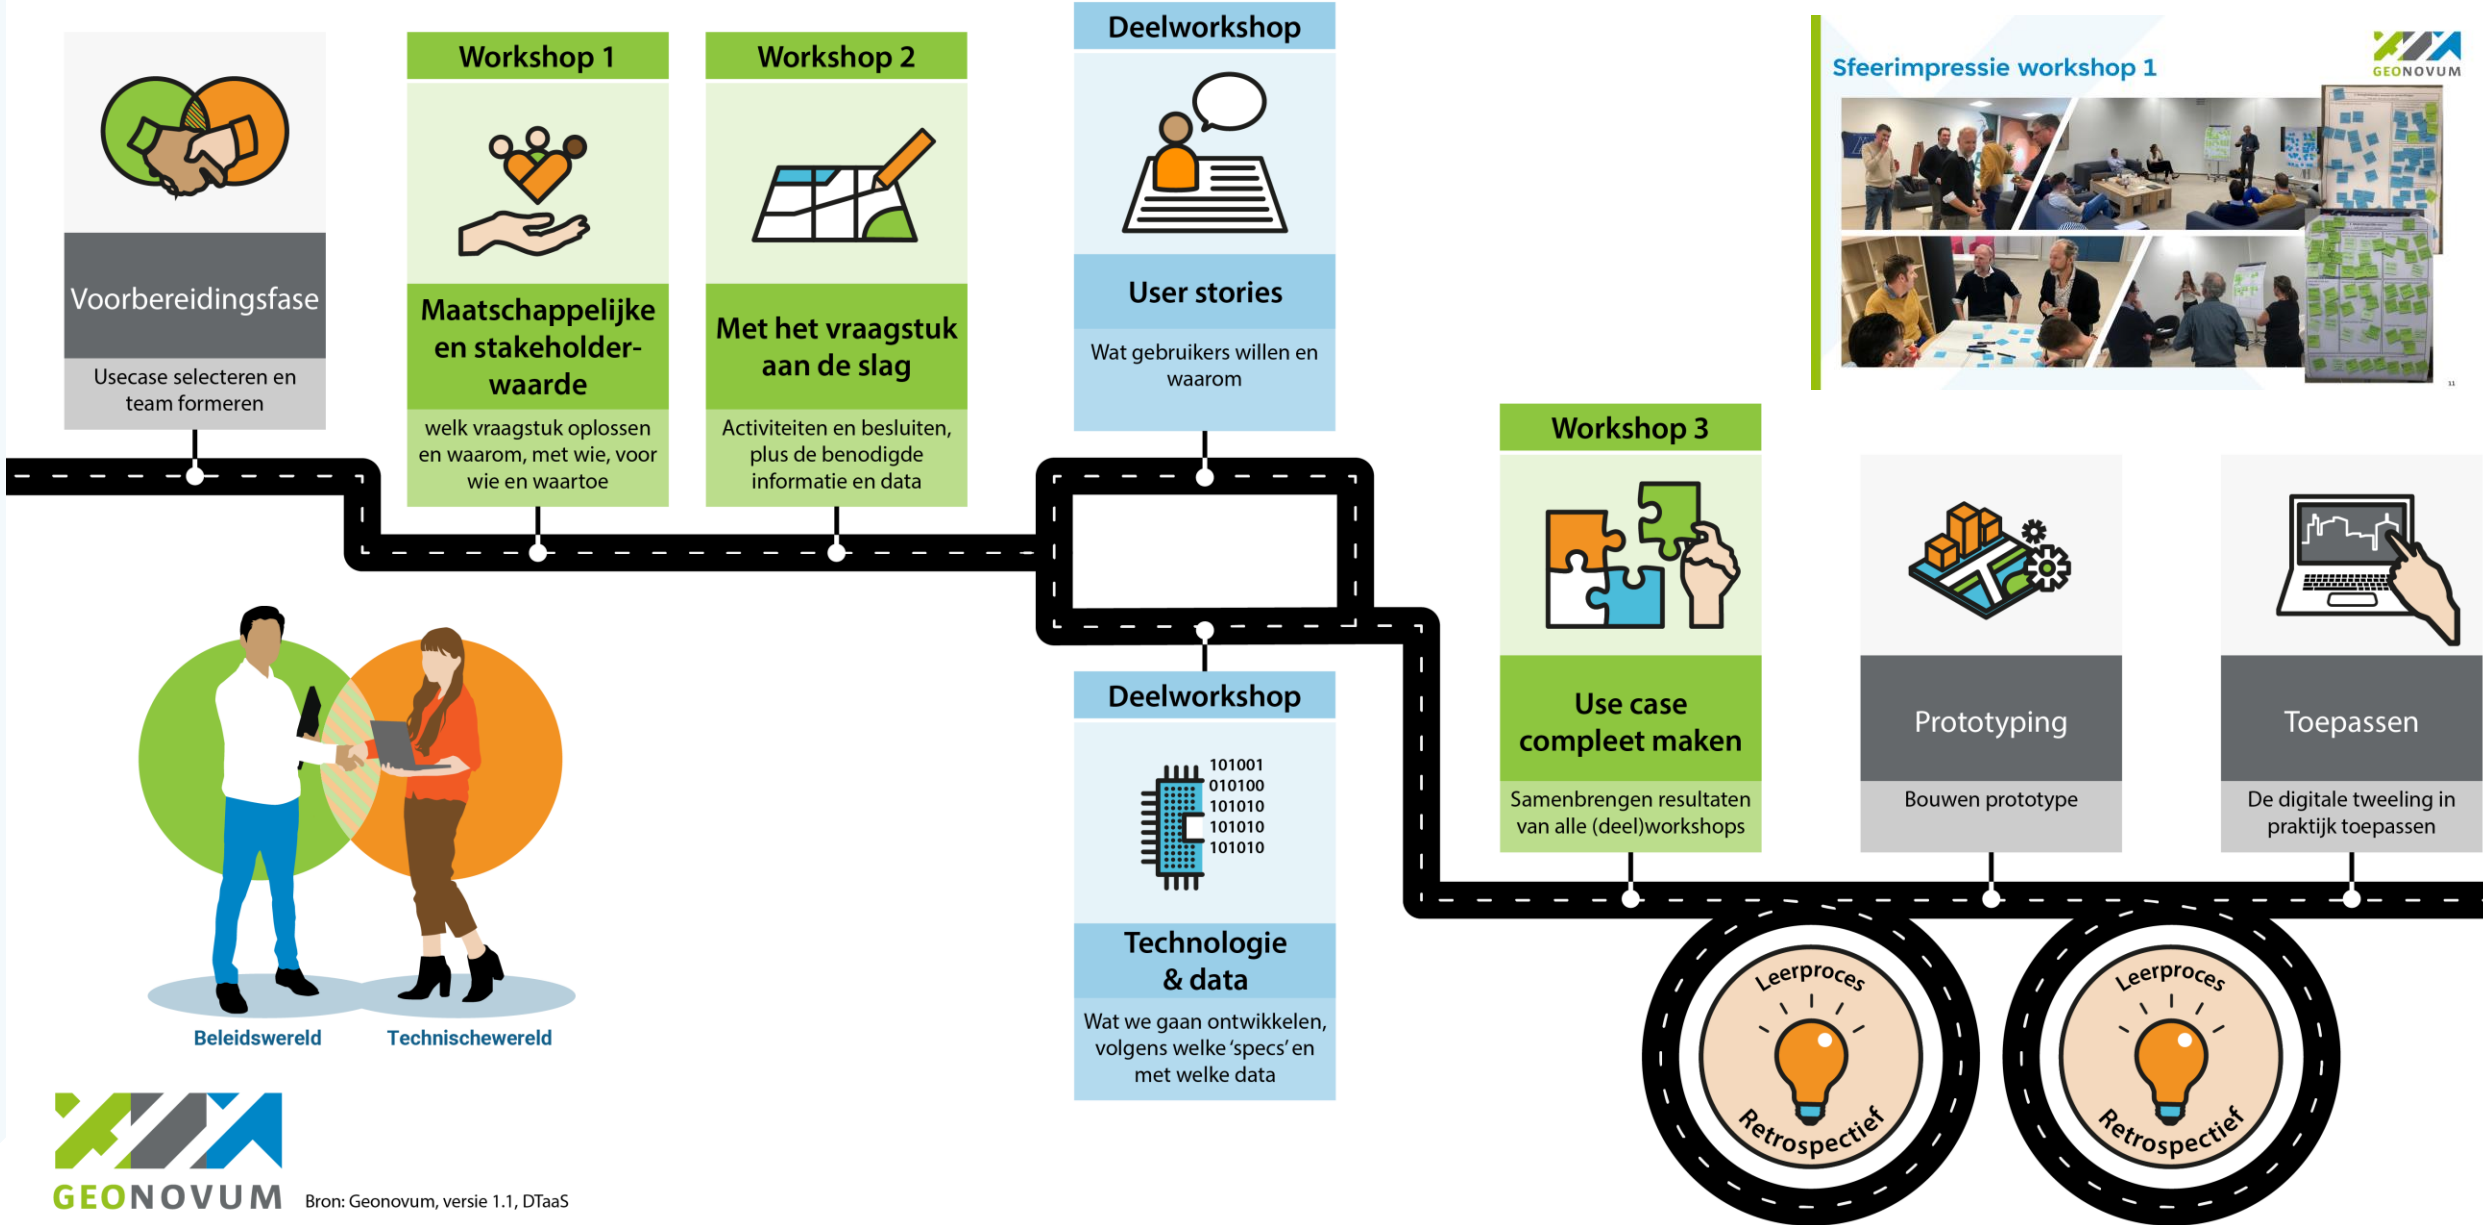 Voorbereidingsfase
Usecase selecteren en
team formeren
Workshop 1
Maatschappelijke
en stakeholder-
waarde
welk vraagstuk oplossen
en waarom, met wie, voor
wie en waartoe
Workshop 2
Met het vraagstuk
aan de slag
Activiteiten en besluiten,
plus de benodigde
informatie en data
Deelworkshop
User stories
Wat gebruikers willen en
waarom
Deelworkshop
101001
010100
101010
101010
101010
Technologie
& data
Wat we gaan ontwikkelen,
volgens welke ‘specs’ en
met welke data
Sfeerimpressie workshop 1
GEONOVUM
11
Workshop 3
Use case
compleet maken
Samenbrengen resultaten
van alle (deel)workshops
Prototyping
Bouwen prototype
Toepassen
De digitale tweeling in
praktijk toepassen
Leerproces
Retrospectief
Leerproces
Retrospectief
Beleidswereld
Technischewereld
GEONOVUM
Bron: Geonovum, versie 1.1, DTaaS